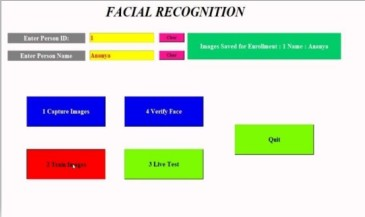 FACIAL RECOGNITION
Enter Person ID: 1 Clear
Enter Person Name Ananya Clear
Images Saved for Enrollment : 1 Name : Ananya
1 Capture Images 4 Verify Face
Quit
2 Train Images 3 Live Test